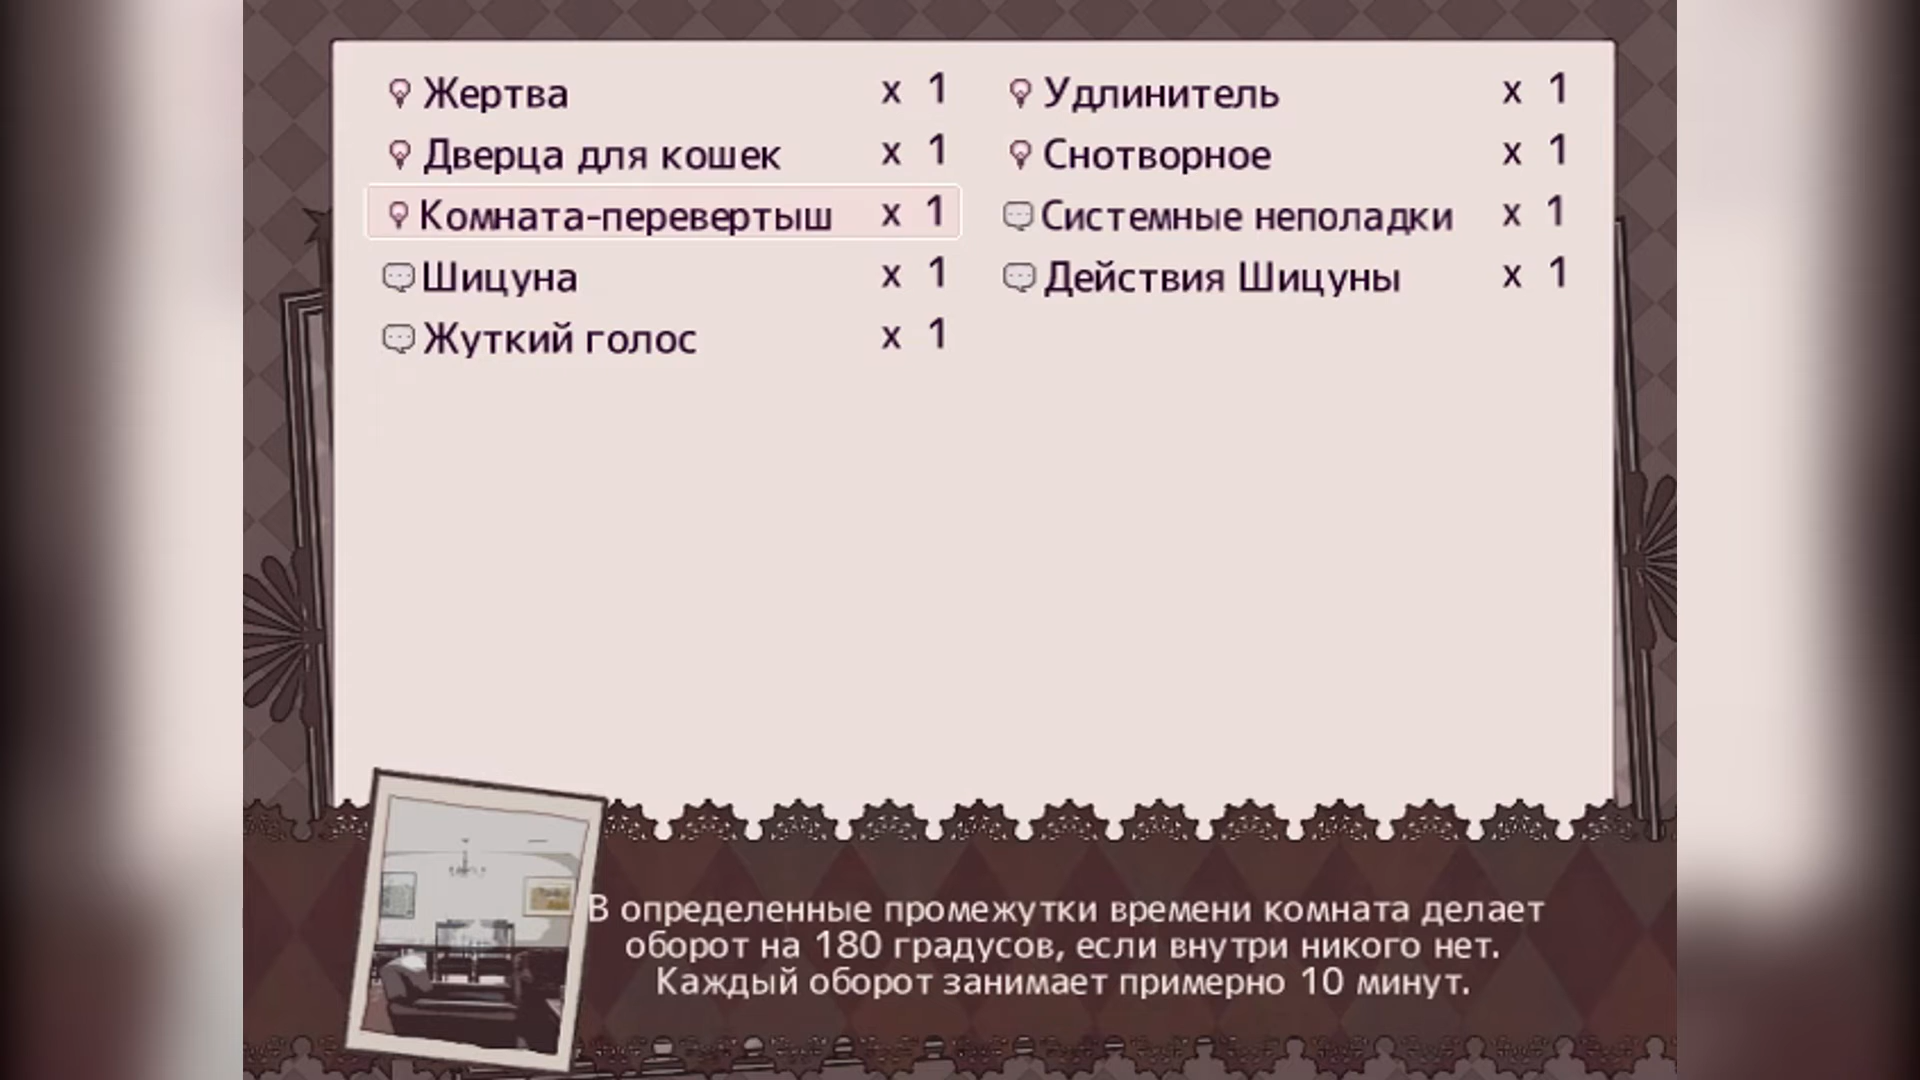 Жертва x 1 Удлинитель x 1
Дверца для кошек x 1 Снотворное x 1
Комната-перевертыш x 1 Системные неполадки x 1
Шицуна x 1 Действия Шицуны x 1
Жуткий голос x 1
В определенные промежутки времени комната делает
оборот на 180 градусов, если внутри никого нет.
Каждый оборот занимает примерно 10 минут.